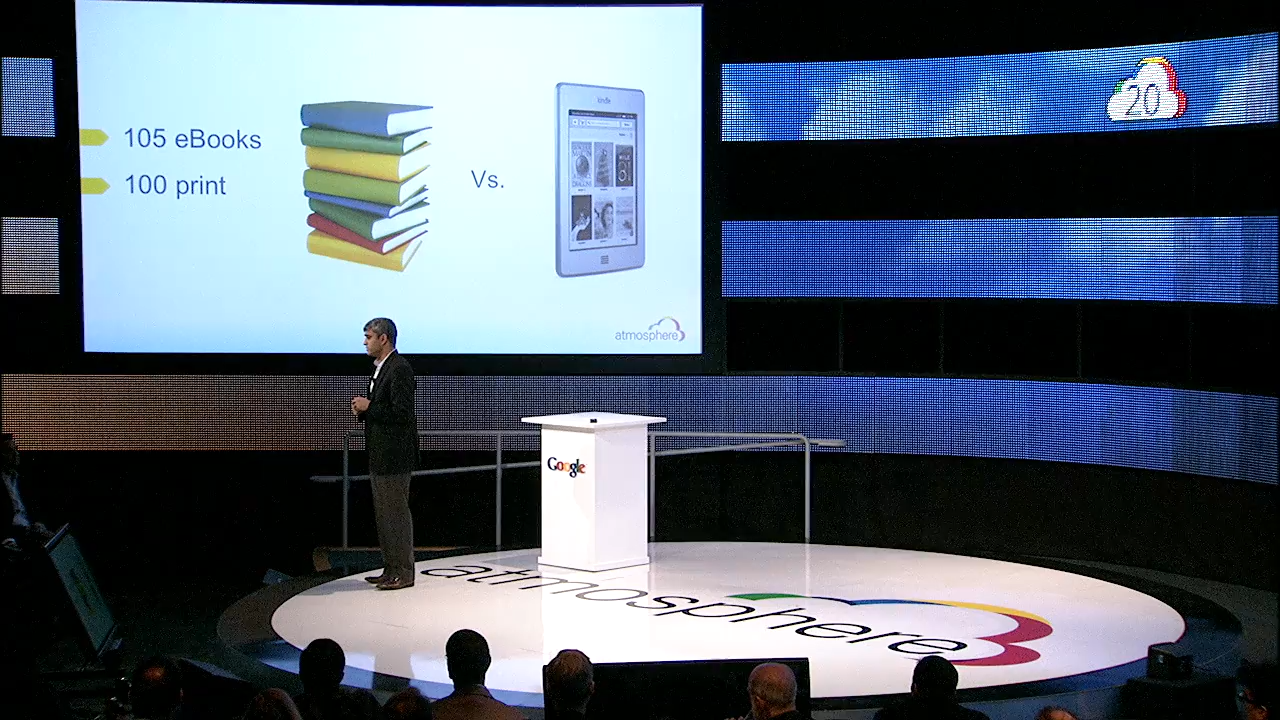 105 eBooks
100 print
Vs.
kindle
atmosphere
20
Google
atmosphere